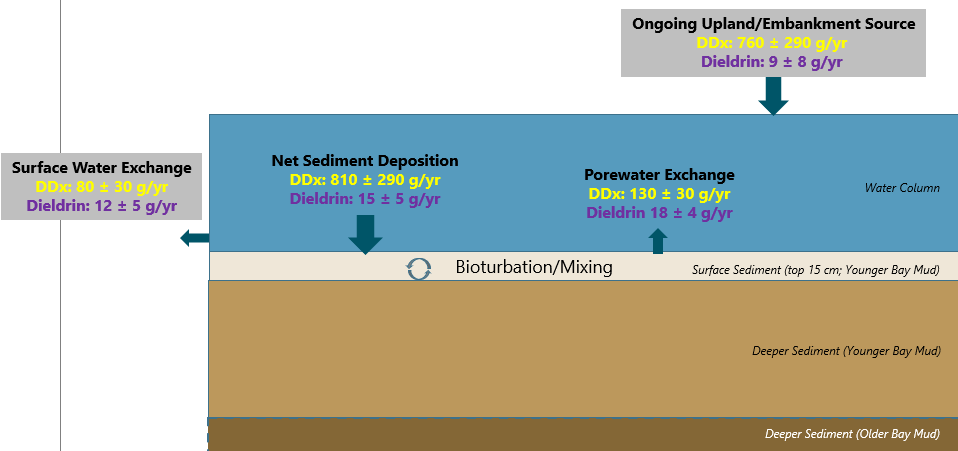 Ongoing Upland/Embankment Source
DDx: 760 ± 290 g/yr
Dieldrin: 9 ± 8 g/yr
Surface Water Exchange
DDx: 80 ± 30 g/yr
Dieldrin: 12 ± 5 g/yr
Net Sediment Deposition
DDx: 810 ± 290 g/yr
Dieldrin: 15 ± 5 g/yr
Porewater Exchange
DDx: 130 ± 30 g/yr
Dieldrin 18 ± 4 g/yr
Water Column
Bioturbation/Mixing
Surface Sediment (top 15 cm; Younger Bay Mud)
Deeper Sediment (Younger Bay Mud)
Deeper Sediment (Older Bay Mud)